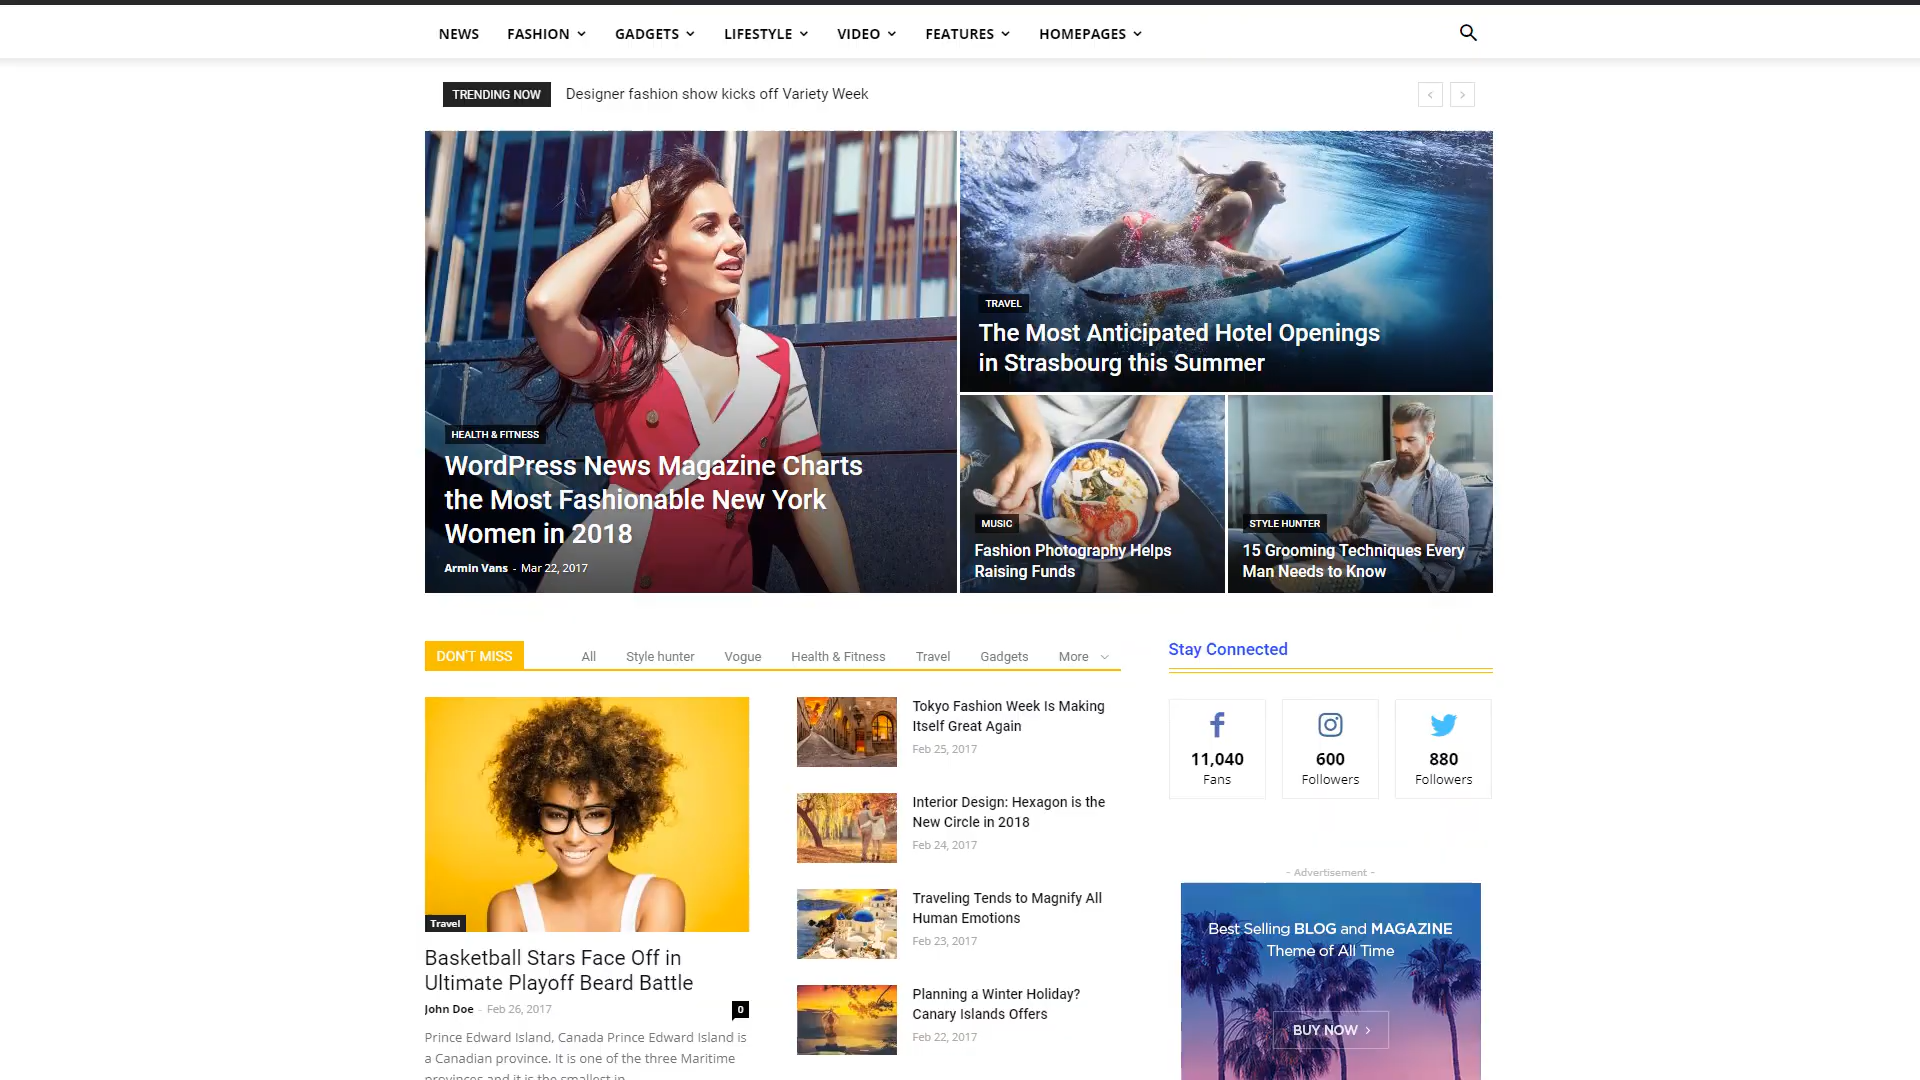 NEWS
FASHION
GADGETS
LIFESTYLE
VIDEO
FEATURES
HOMEPAGES
TRENDING NOW
Designer fashion show kicks off Variety Week
HEALTH & FITNESS
WordPress News Magazine Charts
the Most Fashionable New York
Women in 2018
Armin Vans - Mar 22, 2017
TRAVEL
The Most Anticipated Hotel Openings
in Strasbourg this Summer
MUSIC
Fashion Photography Helps
Raising Funds
STYLE HUNTER
15 Grooming Techniques Every
Man Needs to Know
DON'T MISS
All
Style hunter
Vogue
Health & Fitness
Travel
Gadgets
More
Travel
Basketball Stars Face Off in
Ultimate Playoff Beard Battle
John Doe - Feb 26, 2017
0
Prince Edward Island, Canada Prince Edward Island is
a Canadian province. It is one of the three Maritime
provinces and it is the smallest in
Tokyo Fashion Week Is Making
Itself Great Again
Feb 25, 2017
Interior Design: Hexagon is the
New Circle in 2018
Feb 24, 2017
Traveling Tends to Magnify All
Human Emotions
Feb 23, 2017
Planning a Winter Holiday?
Canary Islands Offers
Feb 22, 2017
Stay Connected
11,040
Fans
600
Followers
880
Followers
- Advertisement -
Best Selling BLOG and MAGAZINE
Theme of All Time
BUY NOW